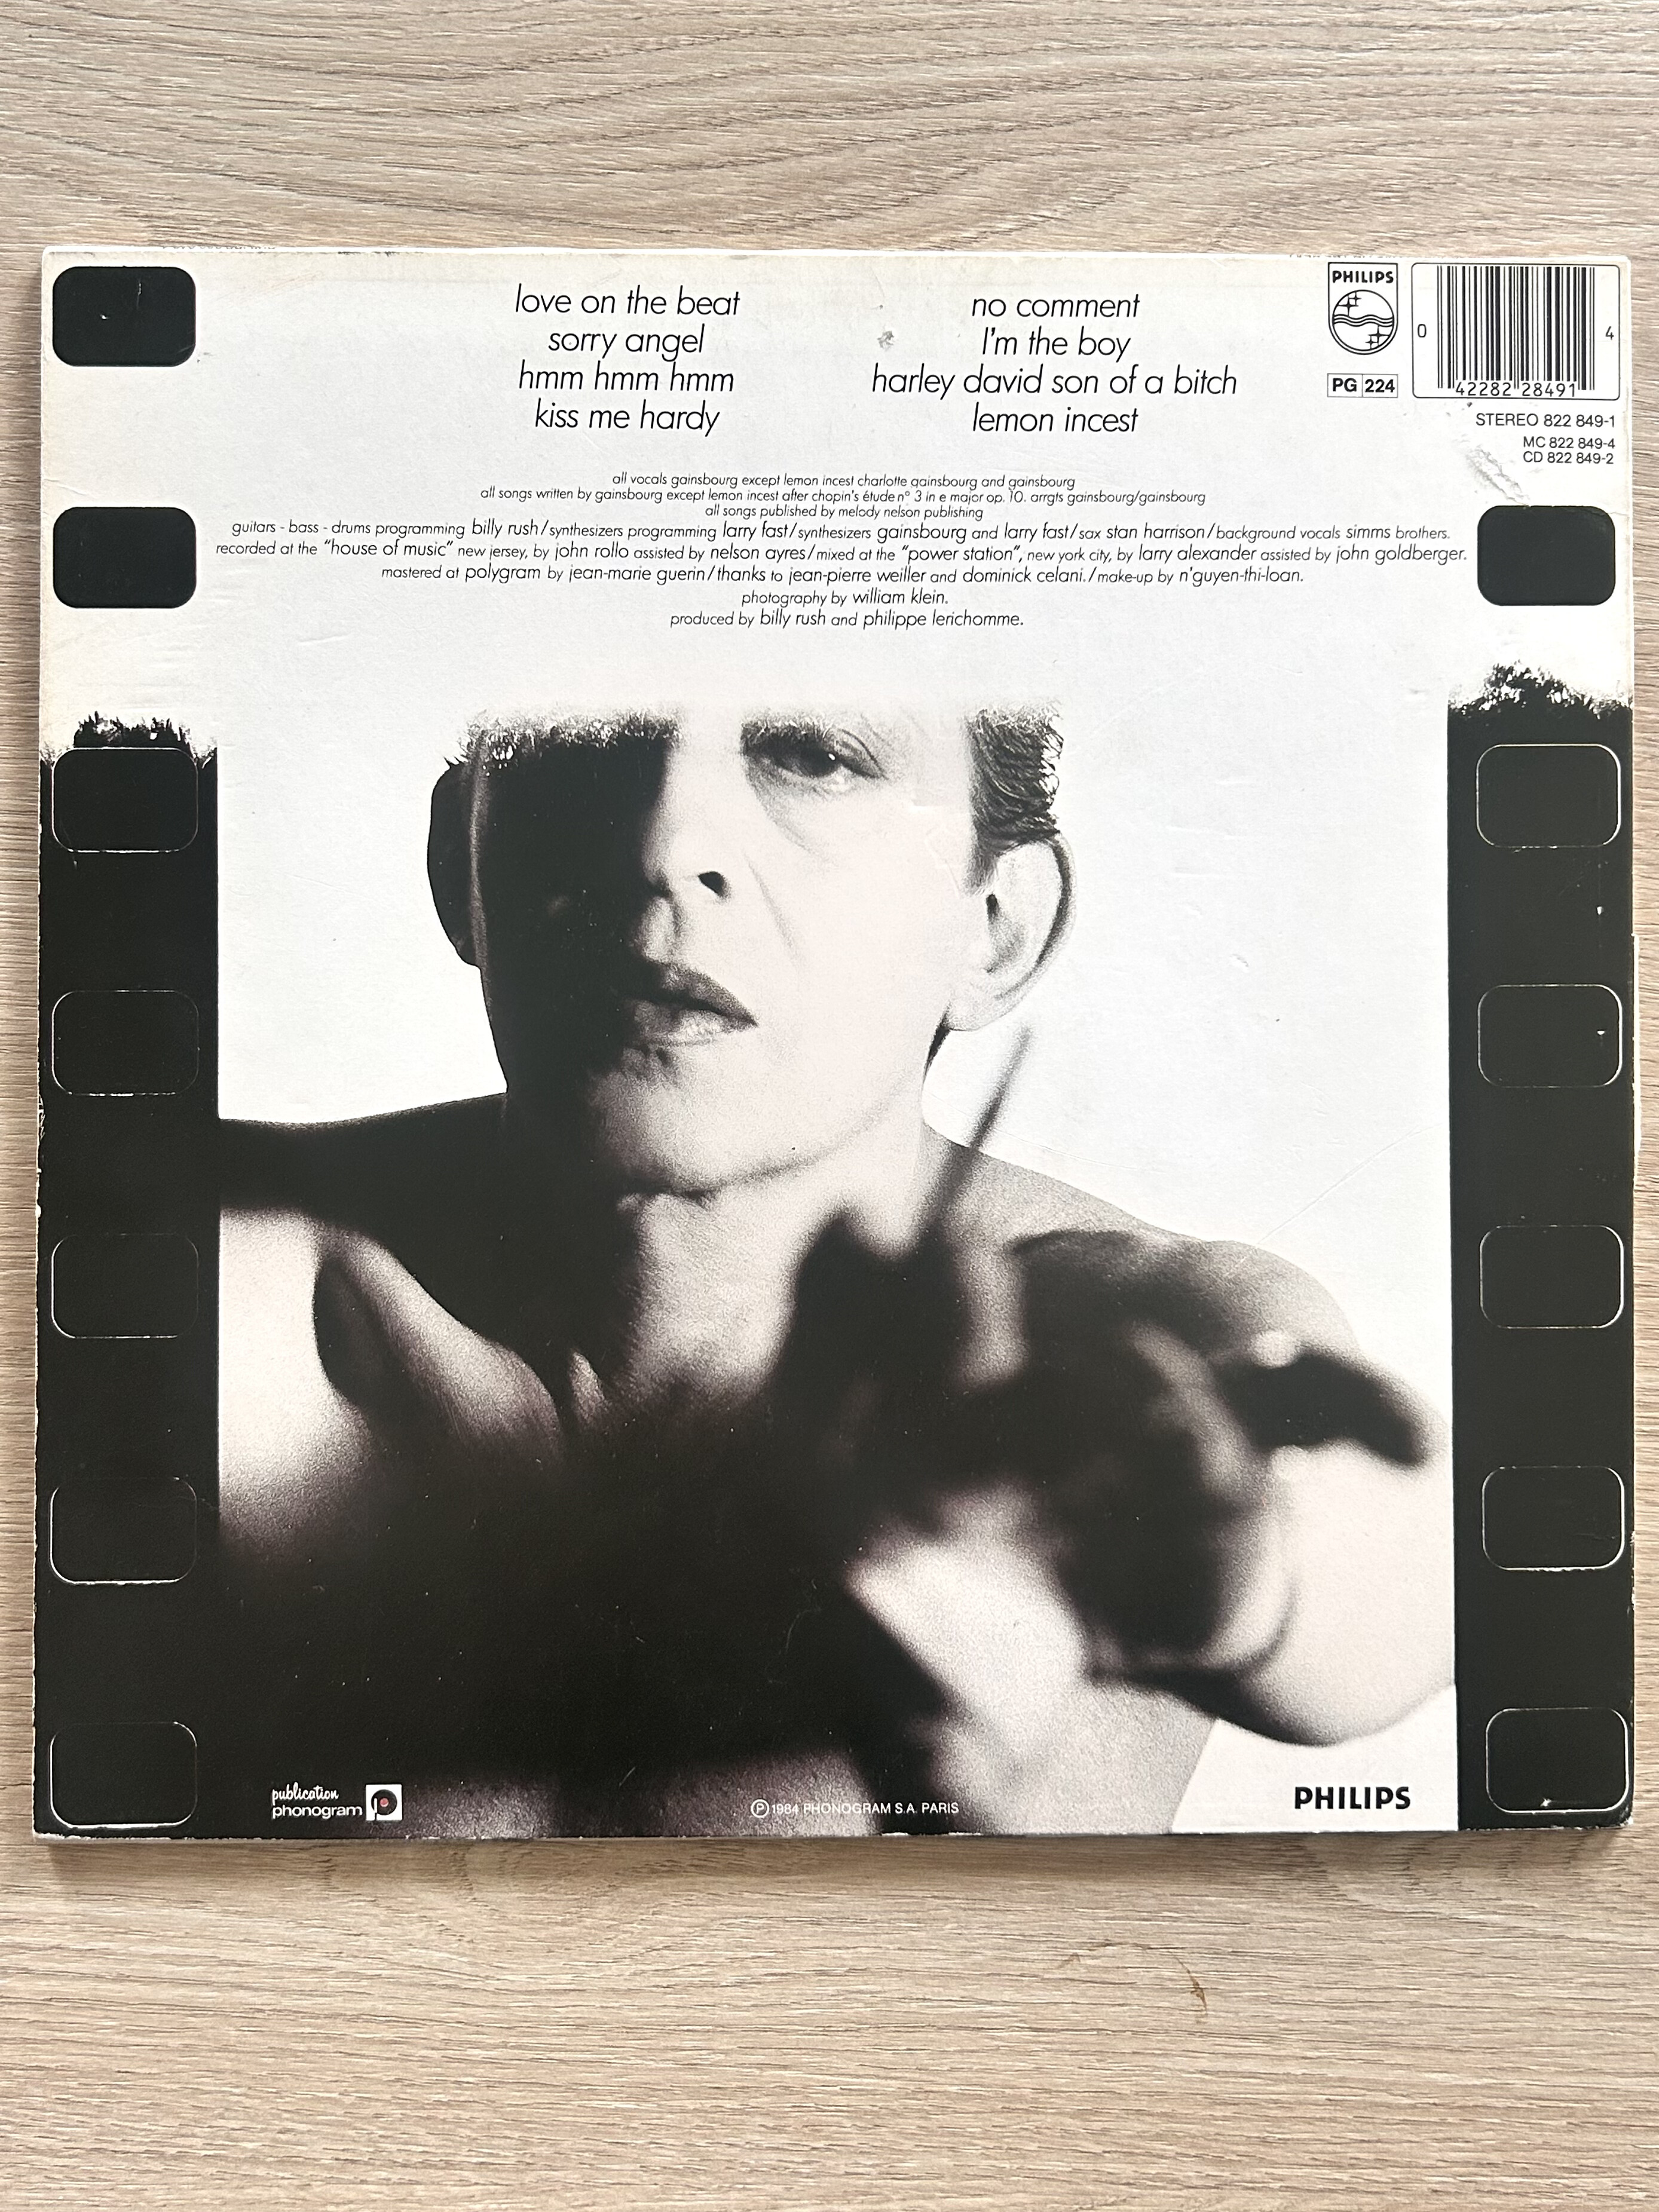 love on the beat
sorry angel
hmm hmm hmm
kiss me hardy
no comment
I'm the boy
harley david son of a bitch
lemon incest
PHILIPS
PG 224
0 42282 28491 4
STEREO 822 849-1
MC 822 849-4
CD 822 849-2
all vocals gainsbourg except lemon incest charlotte gainsbourg and gainsbourg
all songs written by gainsbourg except lemon incest after chopin's étude n° 3 in e major op. 10. arrgts gainsbourg/gainsbourg
all songs published by melody nelson publishing
guitars - bass - drums programming billy rush/synthesizers programming larry fast/synthesizers gainsbourg and larry fast/sax stan harrison/background vocals simms brothers.
recorded at the "house of music" new jersey, by john rollo assisted by nelson ayres/mixed at the "power station", new york city, by larry alexander assisted by john goldberger.
mastered at polygram by jean-marie guerin/thanks to jean-pierre weiller and dominick celani./make-up by n'guyen-thi-loan.
photography by william klein.
produced by billy rush and philippe lerichomme.
publication
phonogram
℗ 1984 PHONOGRAM S.A. PARIS
PHILIPS